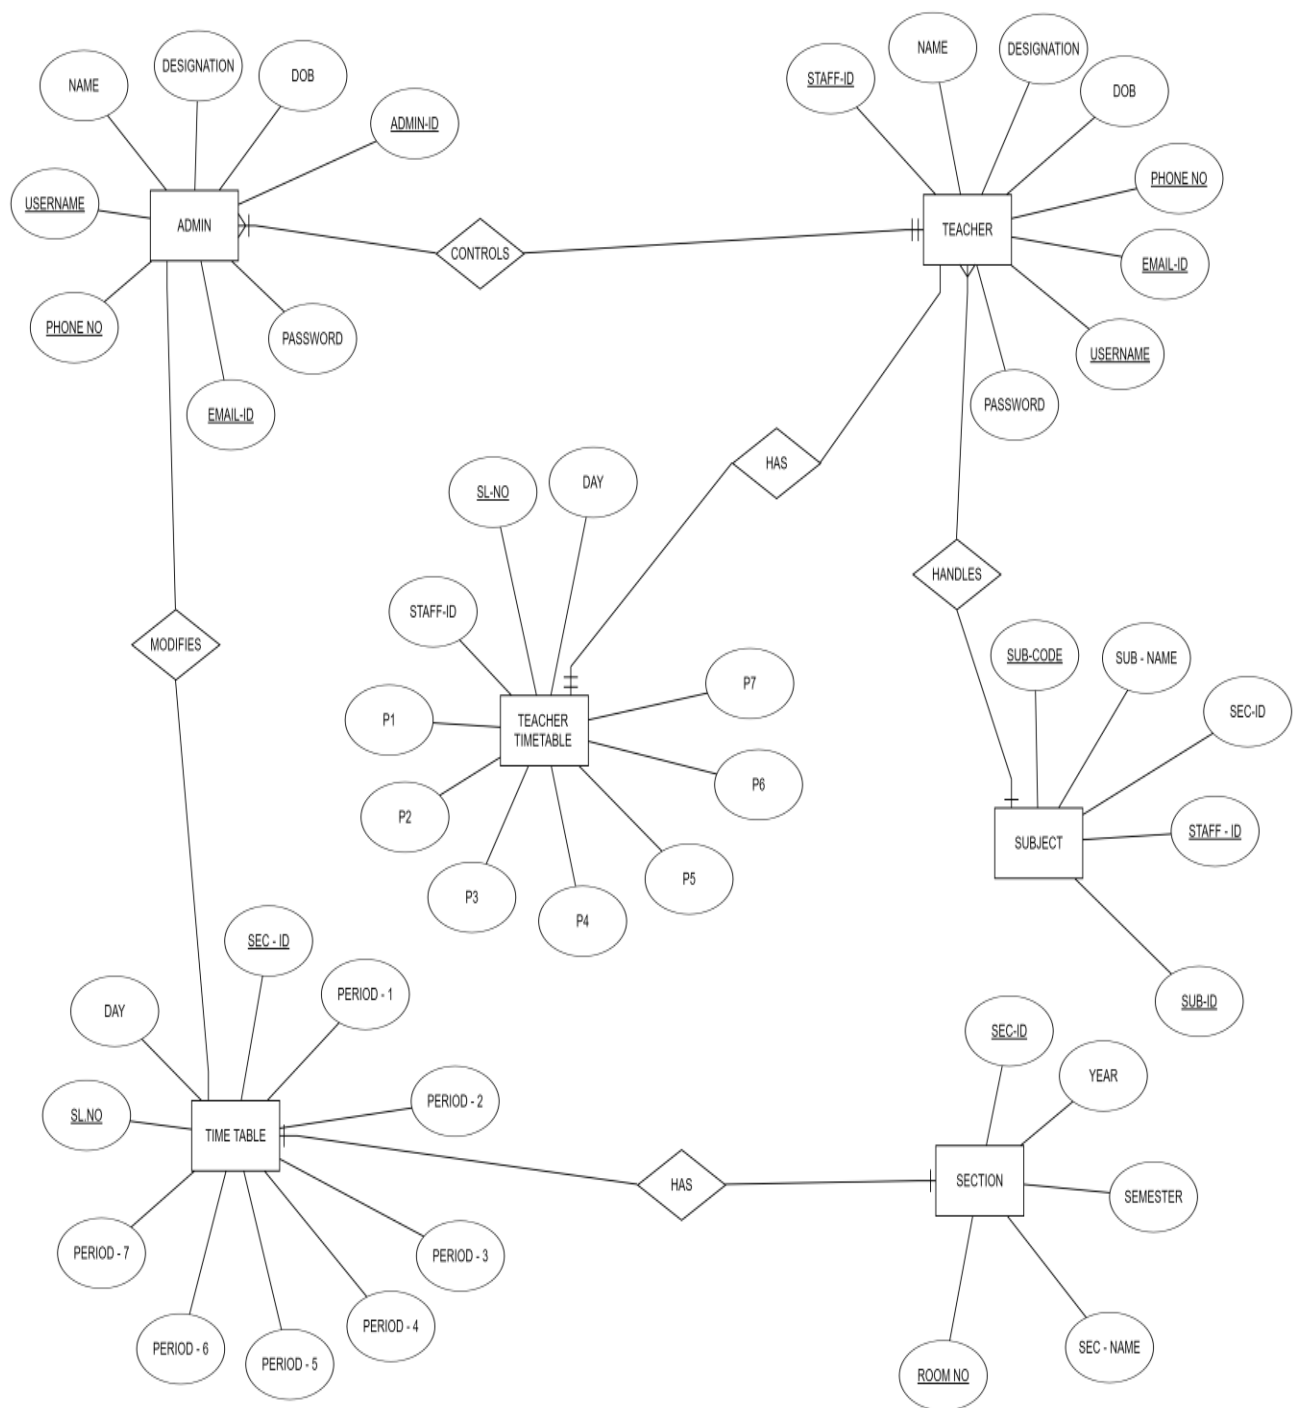 NAME
DESIGNATION
DOB
ADMIN-ID
USERNAME
ADMIN
PHONE NO
EMAIL-ID
PASSWORD
CONTROLS
STAFF-ID
NAME
DESIGNATION
DOB
PHONE NO
TEACHER
EMAIL-ID
USERNAME
PASSWORD
HAS
HANDLES
MODIFIES
SL-NO
DAY
STAFF-ID
P1
TEACHER
TIMETABLE
P7
P6
P2
P3
P4
P5
SUB-CODE
SUB - NAME
SEC-ID
SUBJECT
STAFF - ID
SUB-ID
SEC - ID
DAY
PERIOD - 1
SL.NO
TIME TABLE
PERIOD - 2
PERIOD - 7
PERIOD - 3
PERIOD - 6
PERIOD - 5
PERIOD - 4
HAS
SEC-ID
YEAR
SECTION
SEMESTER
ROOM NO
SEC - NAME